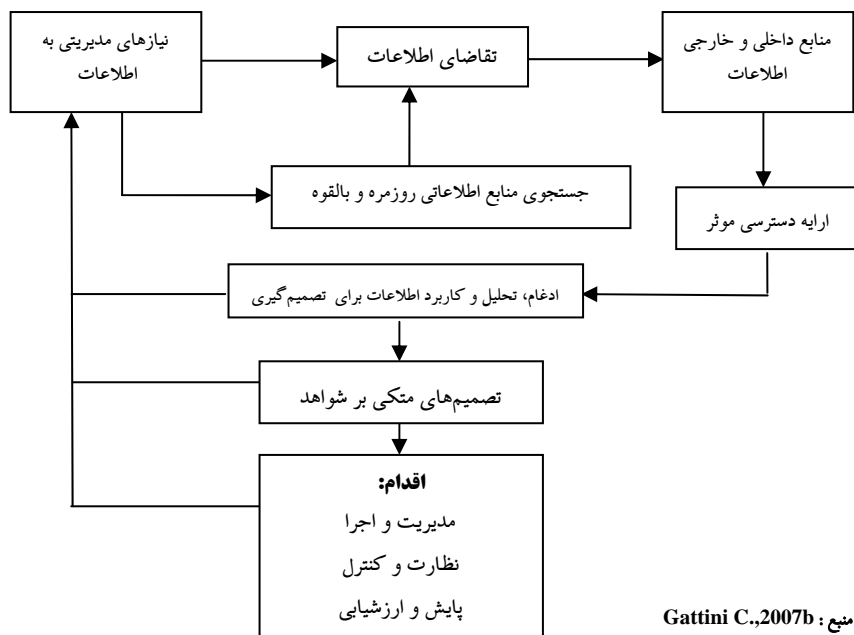 منابع داخلی و خارجی
اطلاعات
تقاضای اطلاعات
نیازهای مدیریتی به
اطلاعات
جستجوی منابع اطلاعاتی روزمره و بالقوه
ارایه دسترسی موثر
ادغام، تحلیل و کاربرد اطلاعات برای تصمیم‌گیری
تصمیم‌های متکی بر شواهد
اقدام:
مدیریت و اجرا
نظارت و کنترل
پایش و ارزشیابی
منبع : Gattini C.,2007b